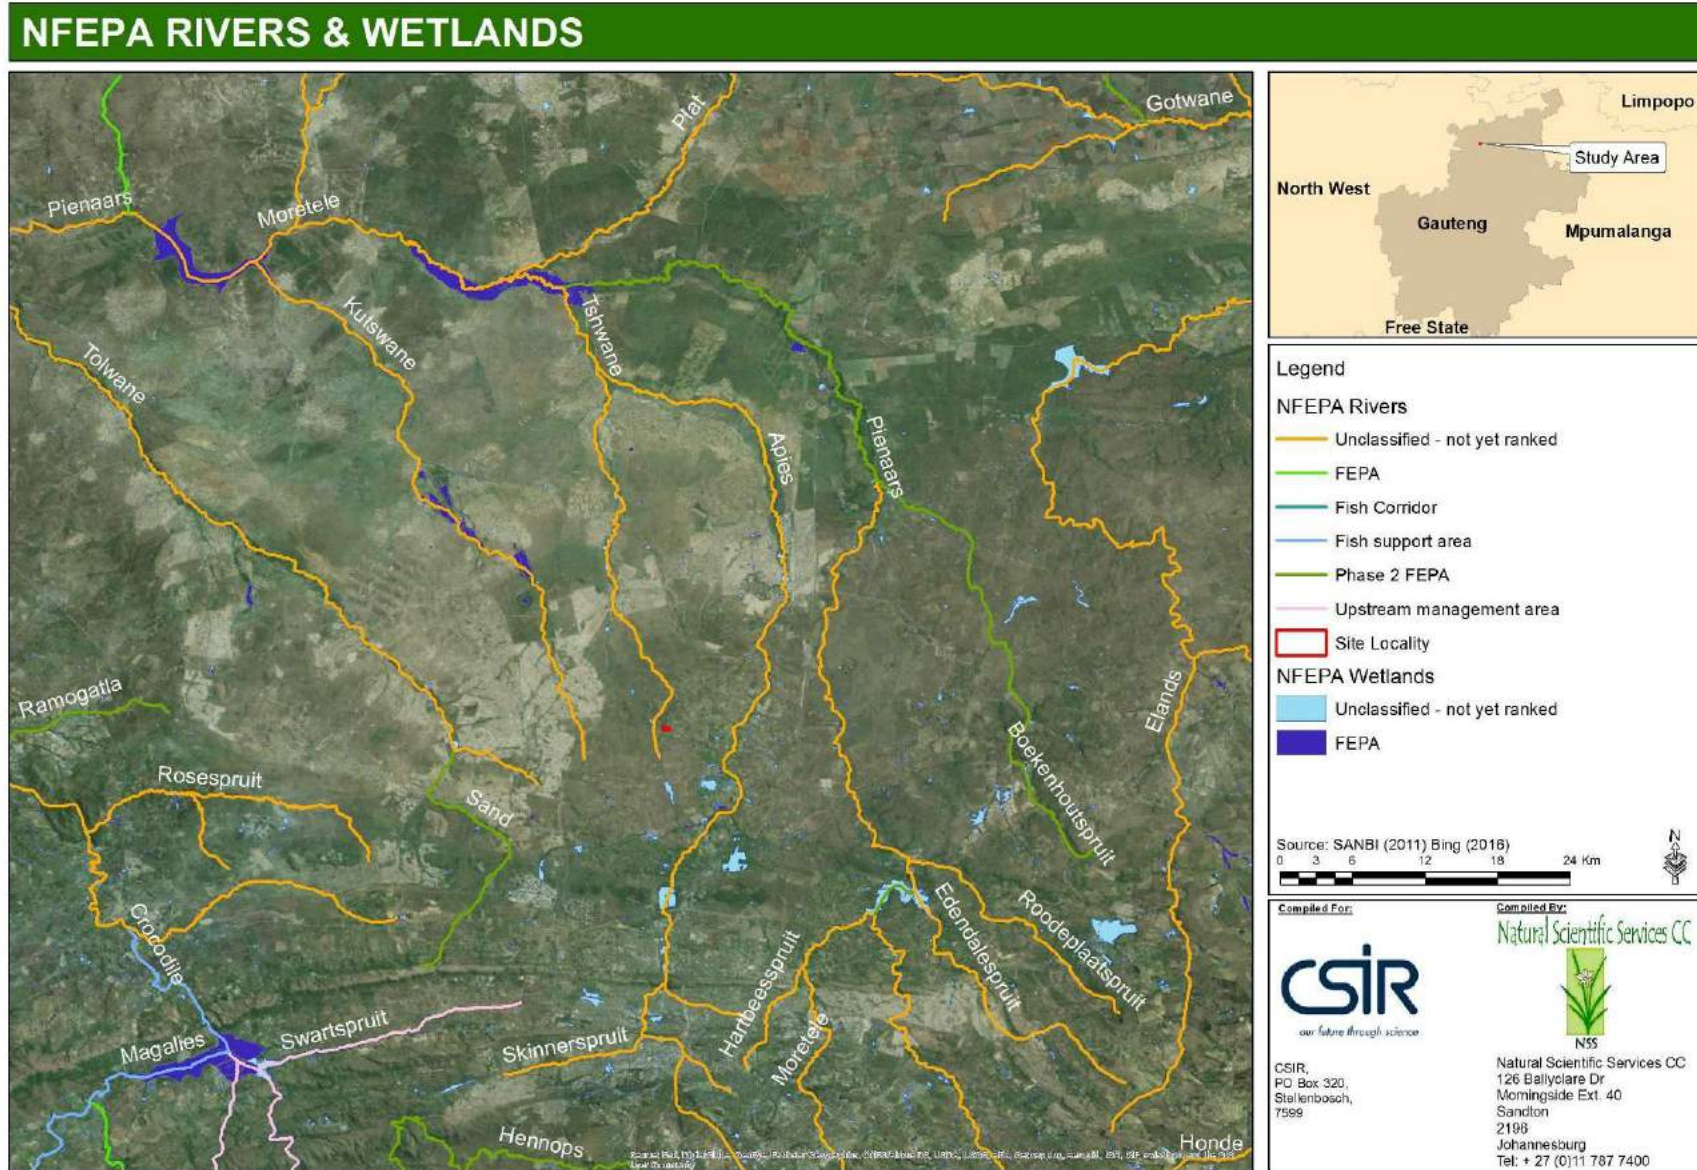 NFEPA RIVERS & WETLANDS
Plat
Gotwane
Pienaars
Moretele
Kutswane
Tshwane
Tolwane
Apies
Pienaars
Ramogatla
Elands
Boekenhoutspruit
Rosespruit
Sand
Crocodile
Edendalespruit
Roodeplaatspruit
Hartbeesspruit
Moretele
Swartspruit
Magalies
Skinnerspruit
Hennops
Honde
Limpopo
Study Area
North West
Gauteng
Mpumalanga
Free State
Legend
NFEPA Rivers
Unclassified - not yet ranked
FEPA
Fish Corridor
Fish support area
Phase 2 FEPA
Upstream management area
Site Locality
NFEPA Wetlands
Unclassified - not yet ranked
FEPA
Source: SANBI (2011) Bing (2016)
0 3 6 12 18 24 Km
N
Compiled For:
CSIR
our future through science
CSIR,
PO Box 320,
Stellenbosch,
7599
Compiled By:
Natural Scientific Services CC
NSS
Natural Scientific Services CC
126 Ballyclare Dr
Morningside Ext. 40
Sandton
2196
Johannesburg
Tel: + 27 (0)11 787 7400